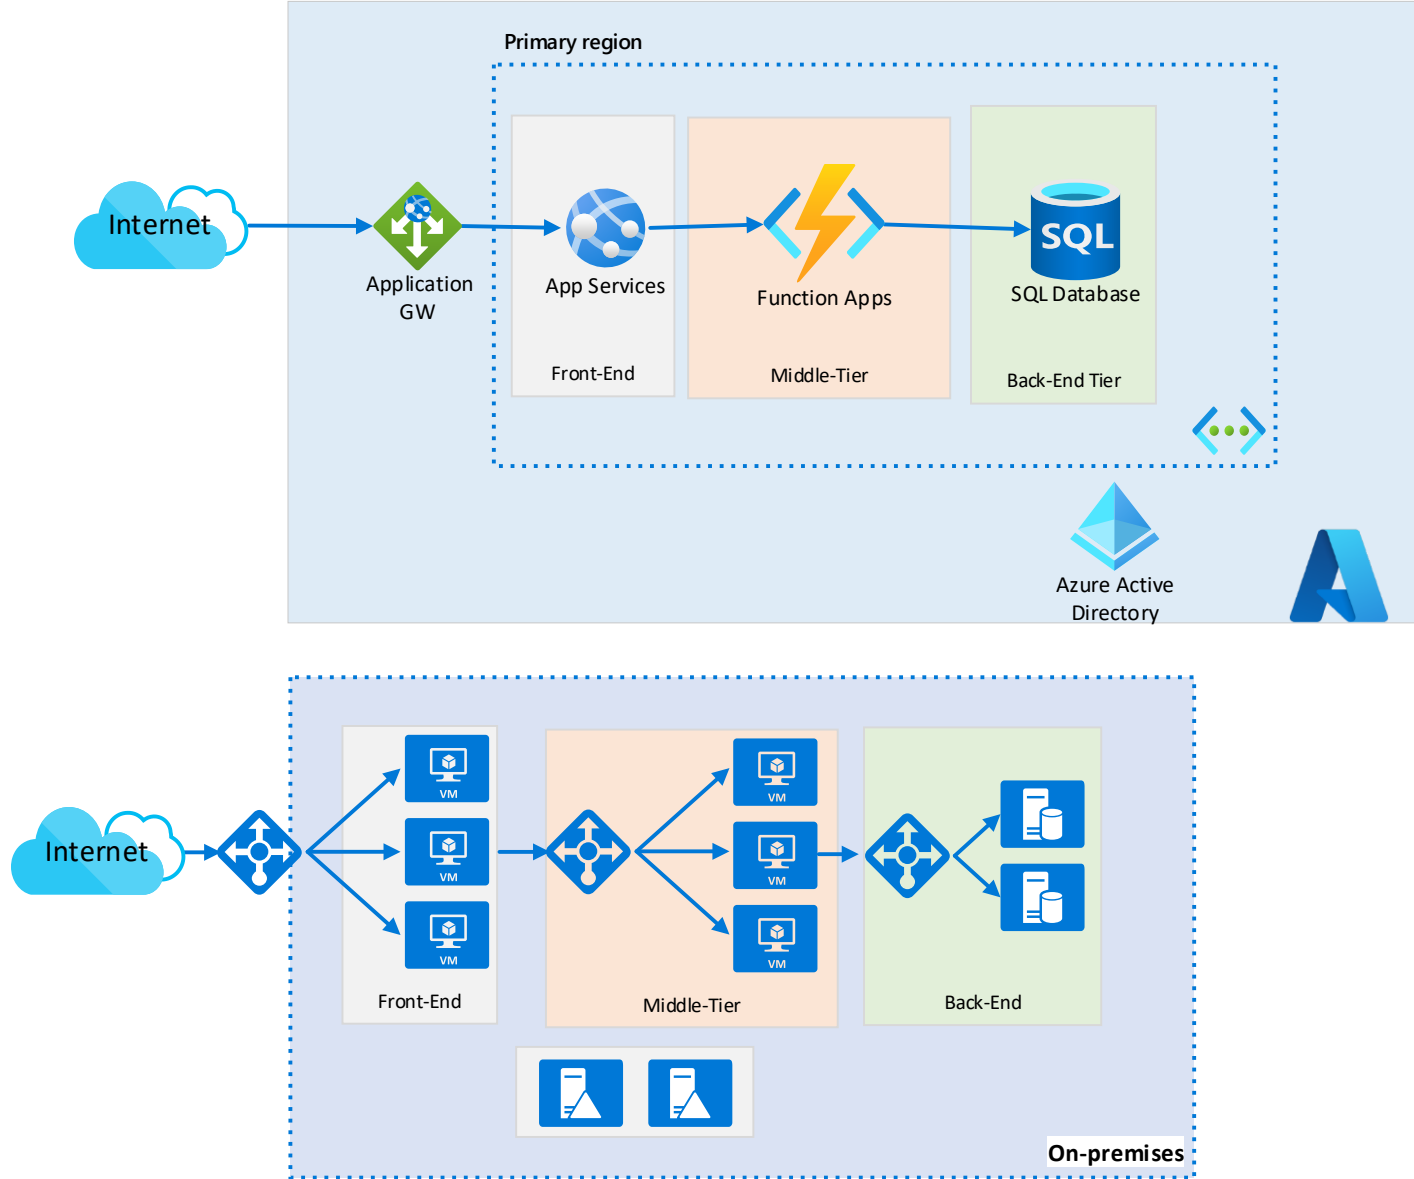 Primary region
Internet
Application
GW
App Services
Function Apps
SQL
SQL Database
Front-End
Middle-Tier
Back-End Tier
Azure Active
Directory
Internet
VM
VM
VM
Front-End
VM
VM
VM
Middle-Tier
Back-End
On-premises